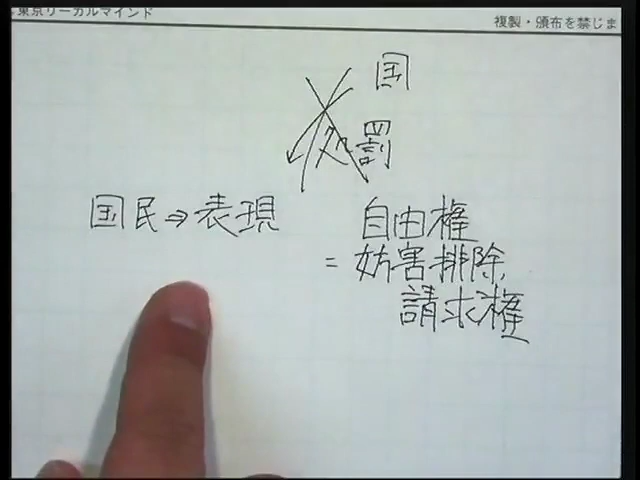 東京リーガルマインド
複製・頒布を禁じま
国
処罰
国民⇒表現
自由権
=妨害排除
請求権